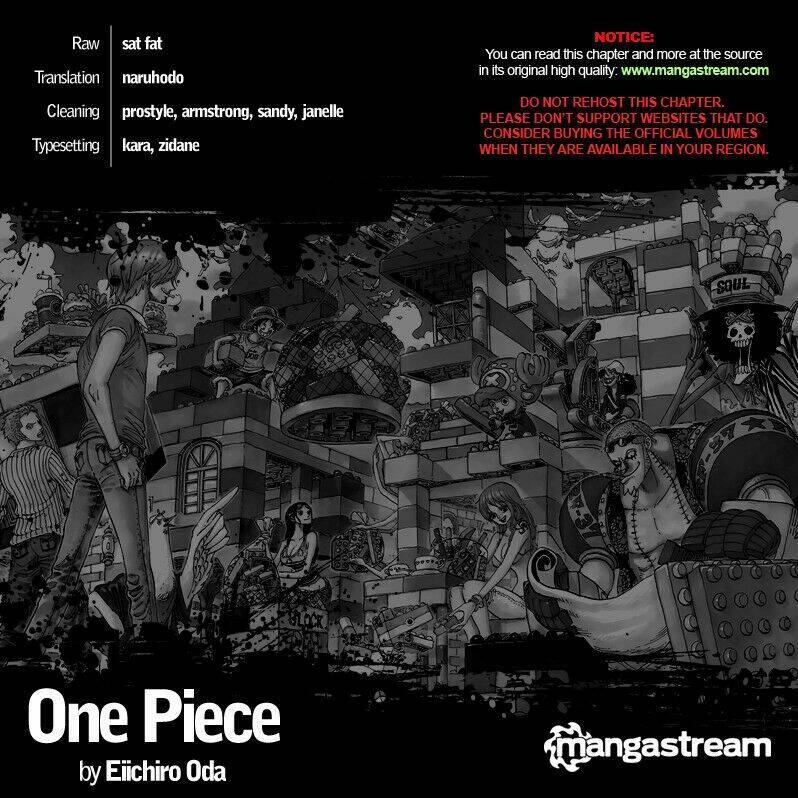 Raw sat fat
Translation naruhodo
Cleaning prostyle, armstrong, sandy, janelle
Typesetting kara, zidane
NOTICE:
You can read this chapter and more at the source
in its original high quality: www.mangastream.com
DO NOT REHOST THIS CHAPTER.
PLEASE DON'T SUPPORT WEBSITES THAT DO.
CONSIDER BUYING THE OFFICIAL VOLUMES
WHEN THEY ARE AVAILABLE IN YOUR REGION.
SOUL
BLOCK
One Piece
by Eiichiro Oda
mangastream